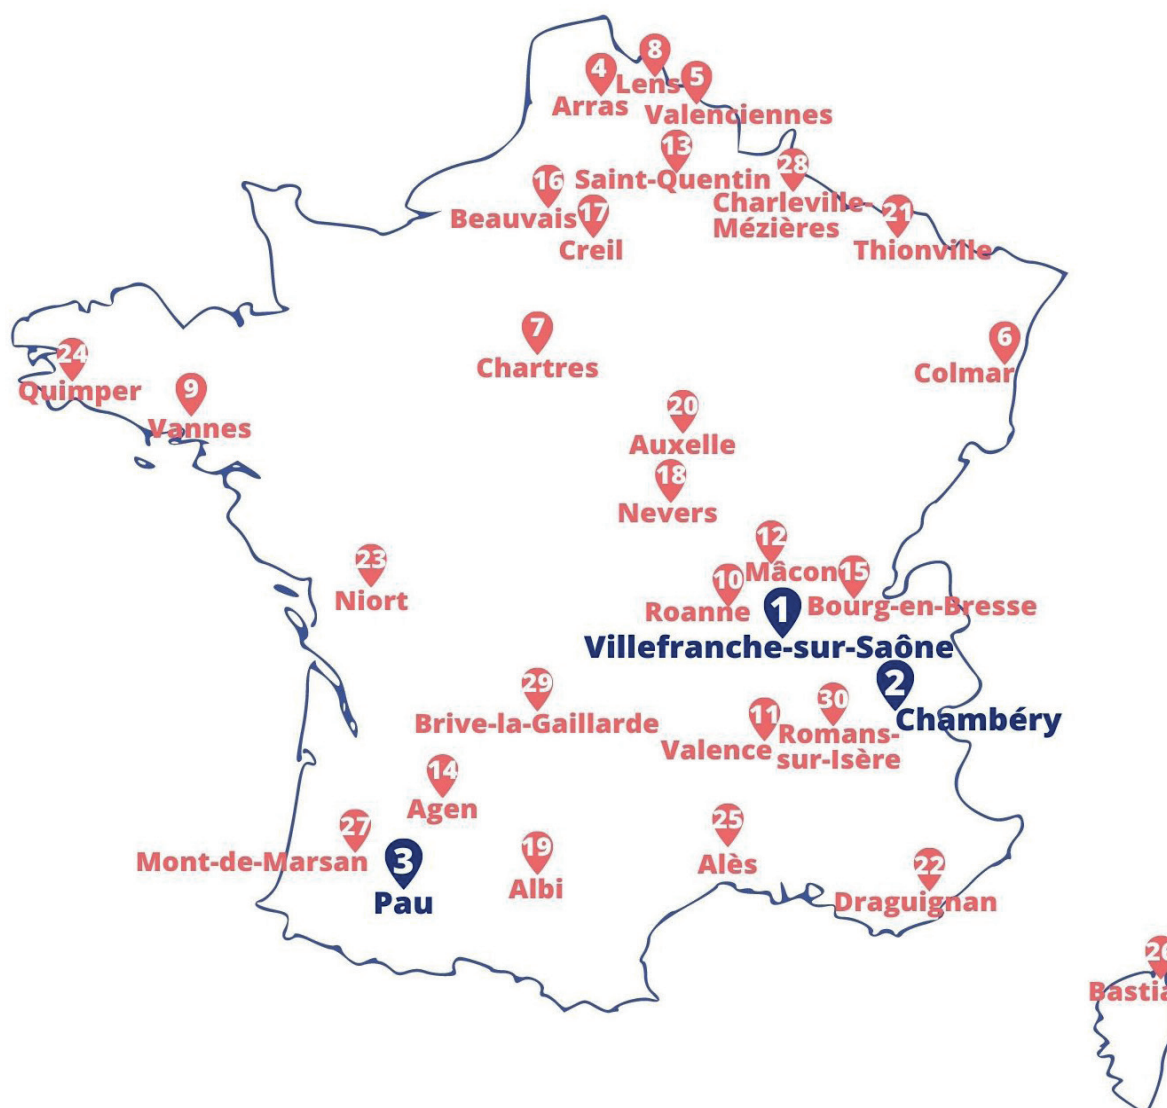 8
Lens
4
Arras
5
Valenciennes
13
Saint-Quentin
28
Charleville-
Mézières
16
Beauvais
17
Creil
21
Thionville
7
Chartres
6
Colmar
24
Quimper
9
Vannes
20
Auxelle
18
Nevers
12
Mâcon
23
Niort
10
Roanne
15
Bourg-en-Bresse
1
Villefranche-sur-Saône
2
Chambéry
29
Brive-la-Gaillarde
11
Valence
30
Romans-
sur-Isère
14
Agen
27
Mont-de-Marsan
3
Pau
19
Albi
25
Alès
22
Draguignan
26
Bastia